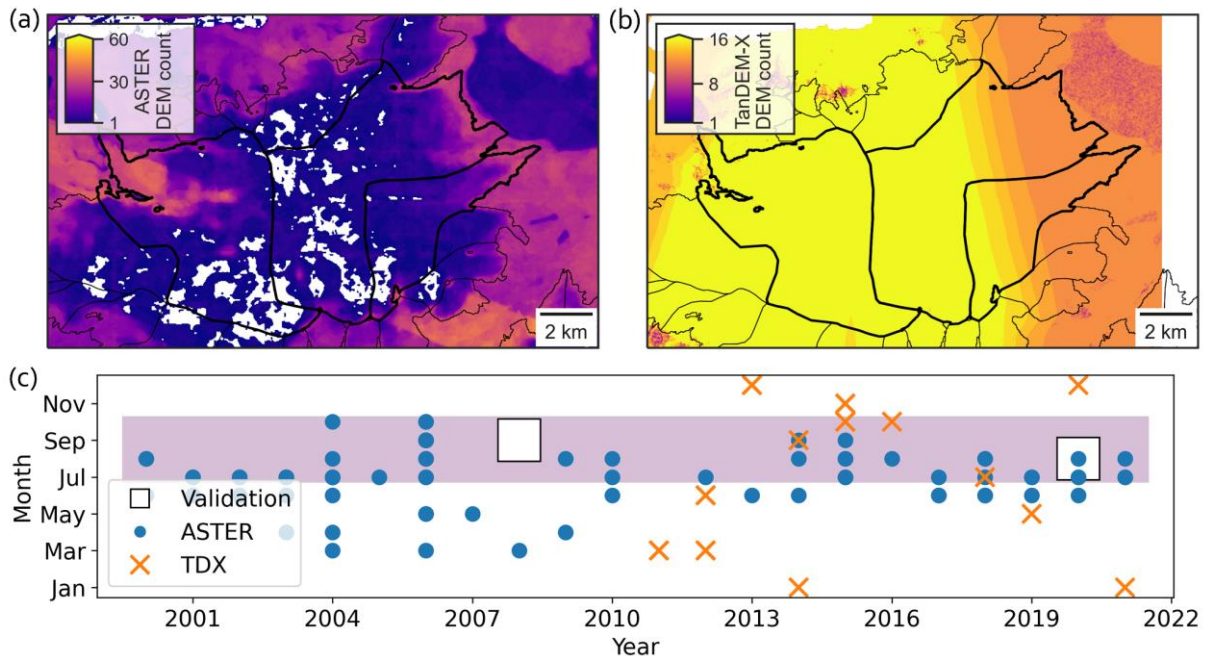 (a)
60
30
1
ASTER
DEM count
2 km
(b)
16
8
1
TanDEM-X
DEM count
2 km
(c)
Nov
Sep
Jul
May
Mar
Jan
Month
Validation
ASTER
TDX
2001
2004
2007
2010
2013
2016
2019
2022
Year